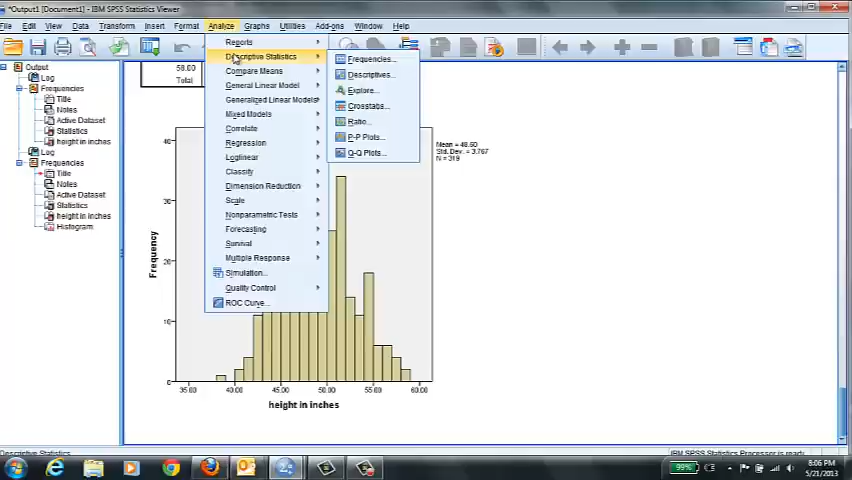 *Output1 [Document1] - IBM SPSS Statistics Viewer
File Edit View Data Transform Insert Format Analyze Graphs Utilities Add-ons Window Help
Output
Log
Frequencies
Title
Notes
Active Dataset
Statistics
height in inches
Log
Frequencies
Title
Notes
Active Dataset
Statistics
height in inches
Histogram
58.00
Total
Reports
Descriptive Statistics
Compare Means
General Linear Model
Generalized Linear Models
Mixed Models
Correlate
Regression
Loglinear
Classify
Dimension Reduction
Scale
Nonparametric Tests
Forecasting
Survival
Multiple Response
Simulation...
Quality Control
ROC Curve...
Frequencies...
Descriptives...
Explore...
Crosstabs...
Ratio...
P-P Plots...
Q-Q Plots...
Mean = 48.60
Std. Dev. = 3.767
N = 319
40
30
20
10
0
Frequency
35.00 40.00 45.00 50.00 55.00 60.00
height in inches
Descriptive Statistics
IBM SPSS Statistics Processor is ready
99%
8:06 PM
5/21/2013